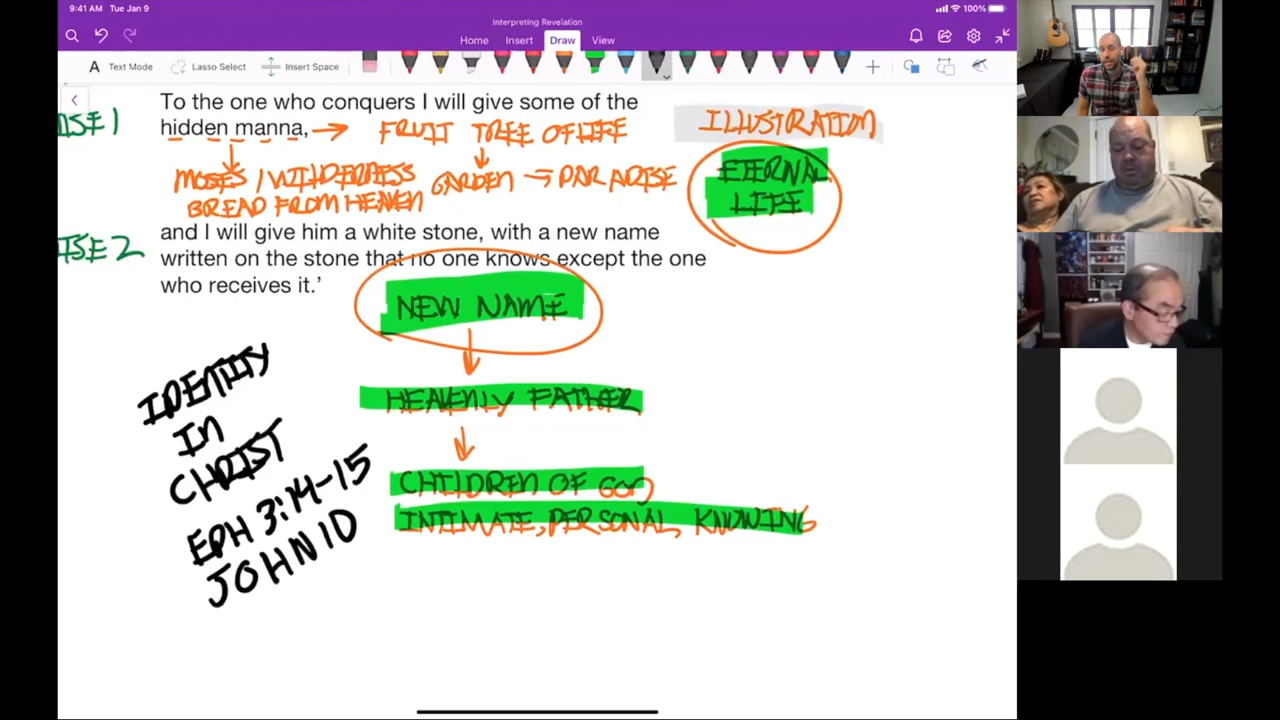 9:41 AM Tue Jan 9
100%
Interpreting Revelation
Home Insert Draw View
Text Mode Lasso Select Insert Space
To the one who conquers I will give some of the
hidden manna, → FRUIT TREE OF LIFE
ILLUSTRATION
ETERNAL
LIFE
MOSES / WILDERNESS
BREAD FROM HEAVEN
GARDEN → PARADISE
and I will give him a white stone, with a new name
written on the stone that no one knows except the one
who receives it.’
NEW NAME
HEAVENLY FATHER
CHILDREN OF GOD
INTIMATE, PERSONAL, KNOWING
IDENTITY
IN
CHRIST
EPH 3:14-15
JOHN 10